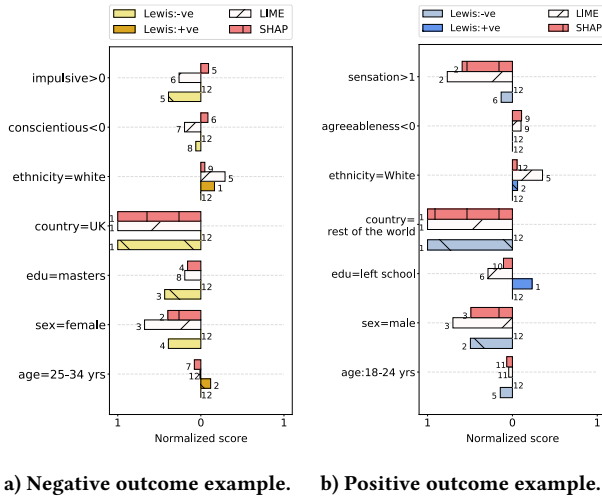 a)
Lewis:-ve
Lewis:+ve
LIME
SHAP
impulsive>0
5
6
12
5
conscientious<0
6
7
12
8
ethnicity=white
9
5
1
12
country=UK
1
1
12
1
edu=masters
4
8
12
3
sex=female
2
3
12
4
age=25-34 yrs
7
12
2
12
1 0 1
Normalized score
b)
Lewis:-ve
Lewis:+ve
LIME
SHAP
sensation>1
2
2
12
6
agreeableness<0
9
9
12
12
ethnicity=White
12
5
2
12
country=
rest of the world
1
1
12
1
edu=left school
10
6
1
12
sex=male
3
3
12
2
age:18-24 yrs
11
11
12
5
1 0 1
Normalized score
a) Negative outcome example.
b) Positive outcome example.